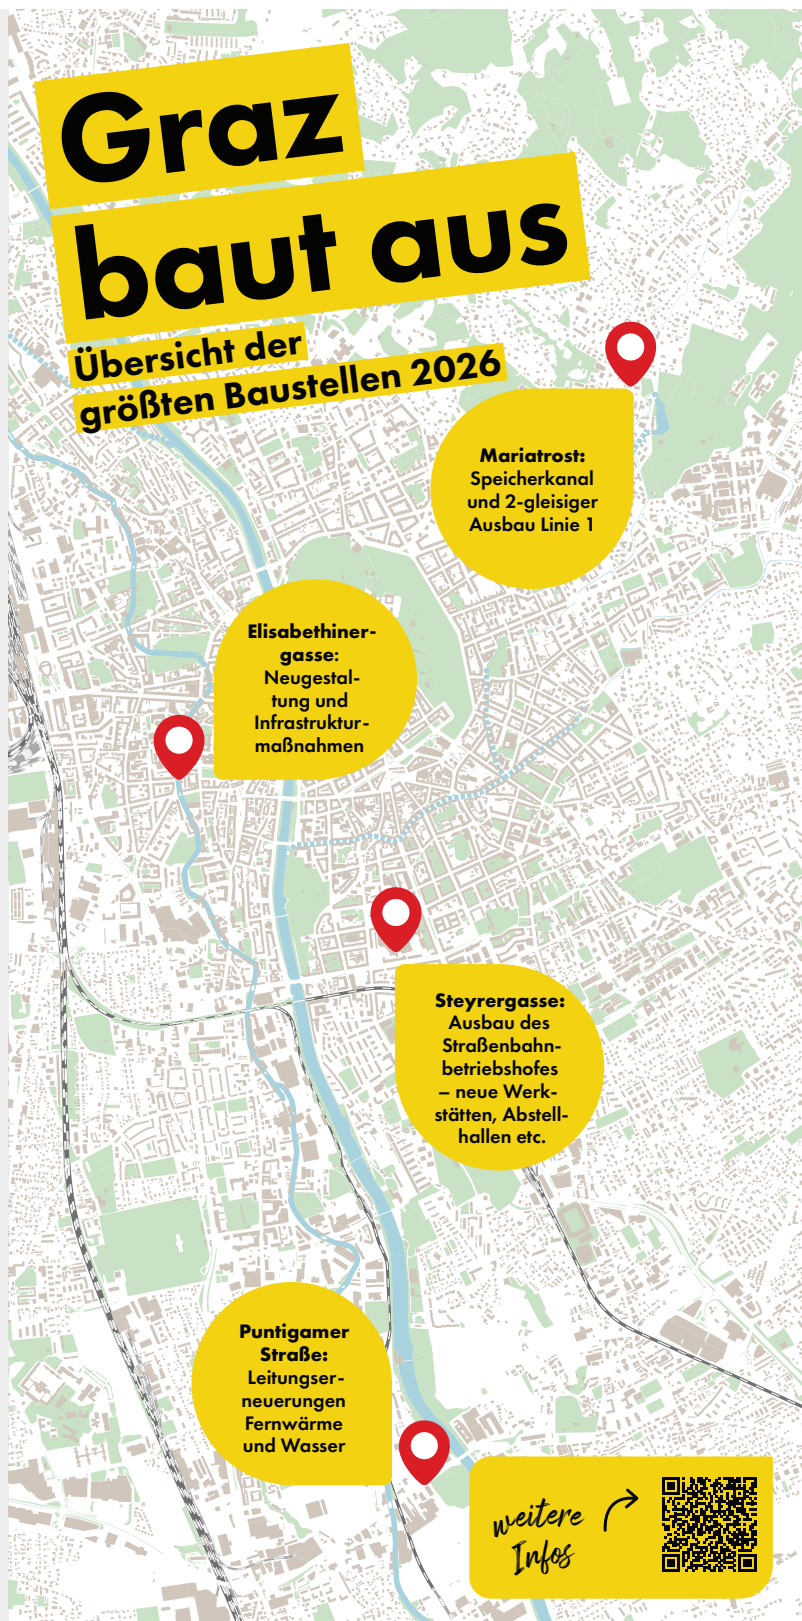 Graz
baut aus
Übersicht der
größten Baustellen 2026
Mariatrost:
Speicherkanal
und 2-gleisiger
Ausbau Linie 1
Elisabethiner-
gasse:
Neugestal-
tung und
Infrastruktur-
maßnahmen
Steyrergasse:
Ausbau des
Straßenbahn-
betriebshofes
– neue Werk-
stätten, Abstell-
hallen etc.
Puntigamer
Straße:
Leitungser-
neuerungen
Fernwärme
und Wasser
weitere
Infos